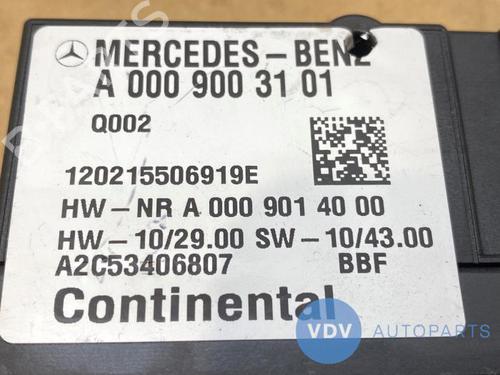 MERCEDES-BENZ
A 000 900 31 01
Q002
120215506919E
HW-NR A 000 901 40 00
HW-10/29.00 SW-10/43.00
A2C53406807 BBF
Continental
VDV AUTOPARTS